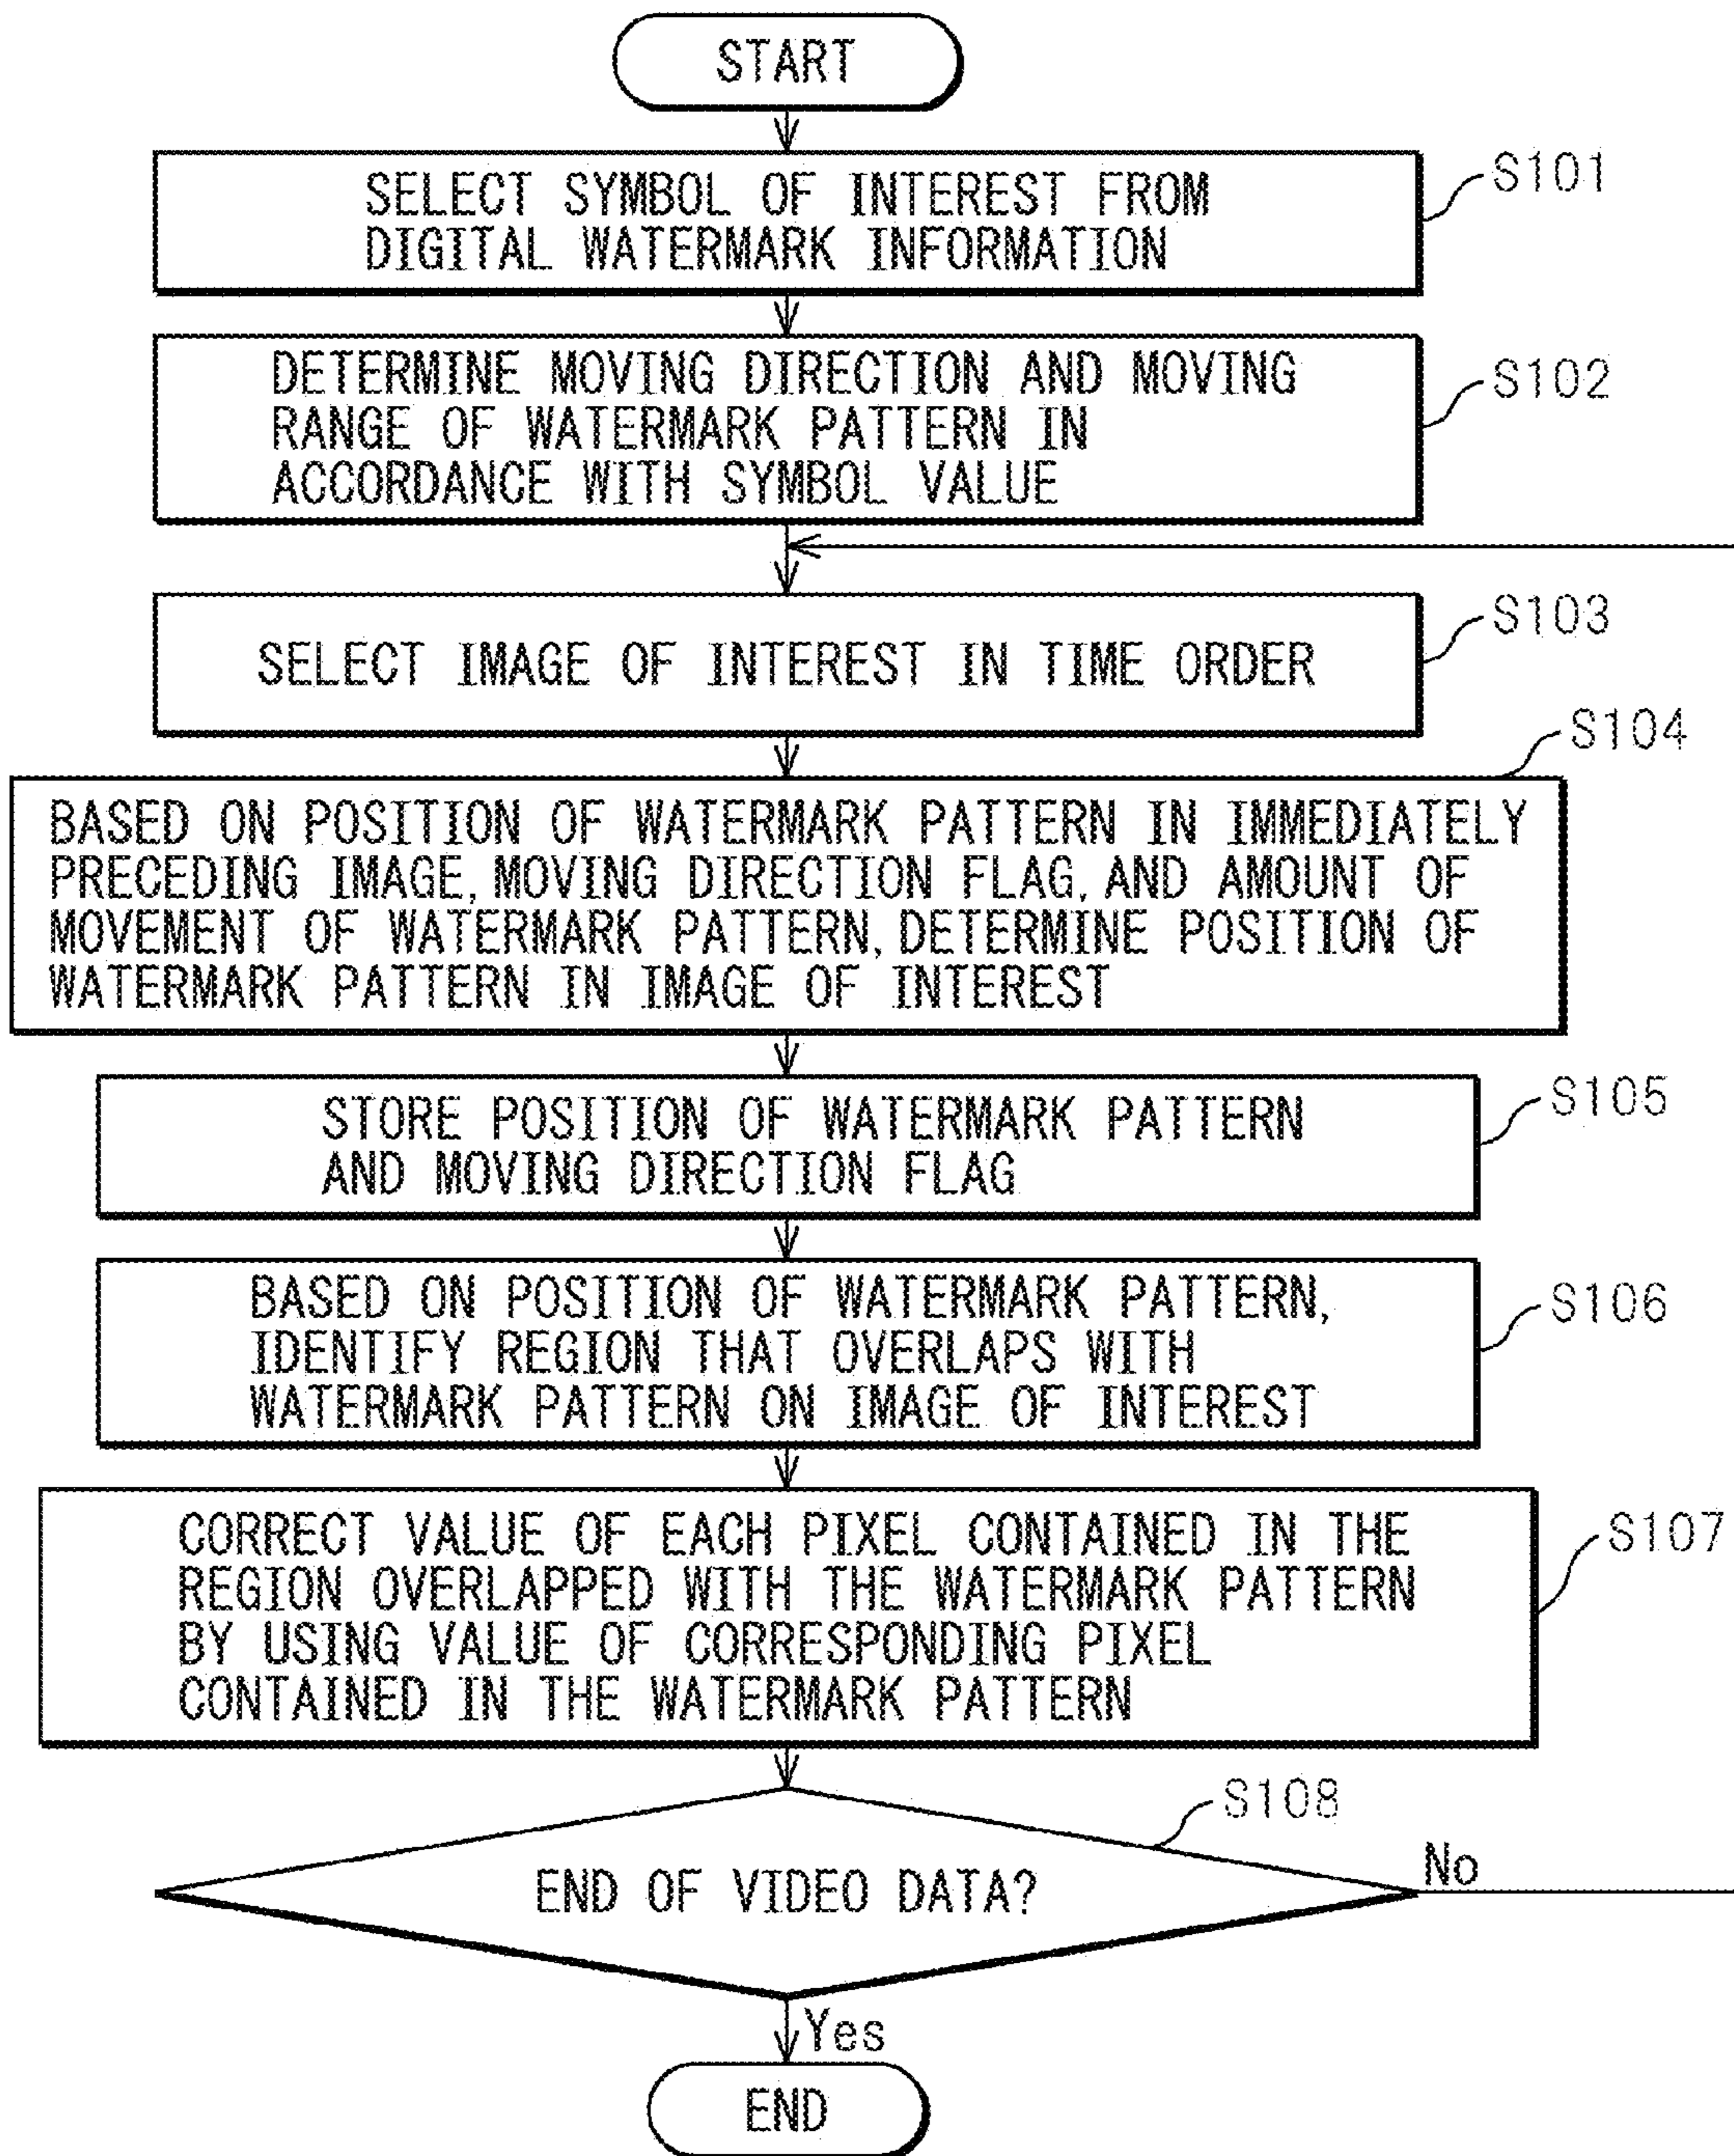 START
SELECT SYMBOL OF INTEREST FROM
DIGITAL WATERMARK INFORMATION
S101
DETERMINE MOVING DIRECTION AND MOVING
RANGE OF WATERMARK PATTERN IN
ACCORDANCE WITH SYMBOL VALUE
S102
SELECT IMAGE OF INTEREST IN TIME ORDER
S103
S104
BASED ON POSITION OF WATERMARK PATTERN IN IMMEDIATELY
PRECEDING IMAGE, MOVING DIRECTION FLAG, AND AMOUNT OF
MOVEMENT OF WATERMARK PATTERN, DETERMINE POSITION OF
WATERMARK PATTERN IN IMAGE OF INTEREST
STORE POSITION OF WATERMARK PATTERN
AND MOVING DIRECTION FLAG
S105
BASED ON POSITION OF WATERMARK PATTERN,
IDENTIFY REGION THAT OVERLAPS WITH
WATERMARK PATTERN ON IMAGE OF INTEREST
S106
CORRECT VALUE OF EACH PIXEL CONTAINED IN THE
REGION OVERLAPPED WITH THE WATERMARK PATTERN
BY USING VALUE OF CORRESPONDING PIXEL
CONTAINED IN THE WATERMARK PATTERN
S107
S108
END OF VIDEO DATA?
No
Yes
END